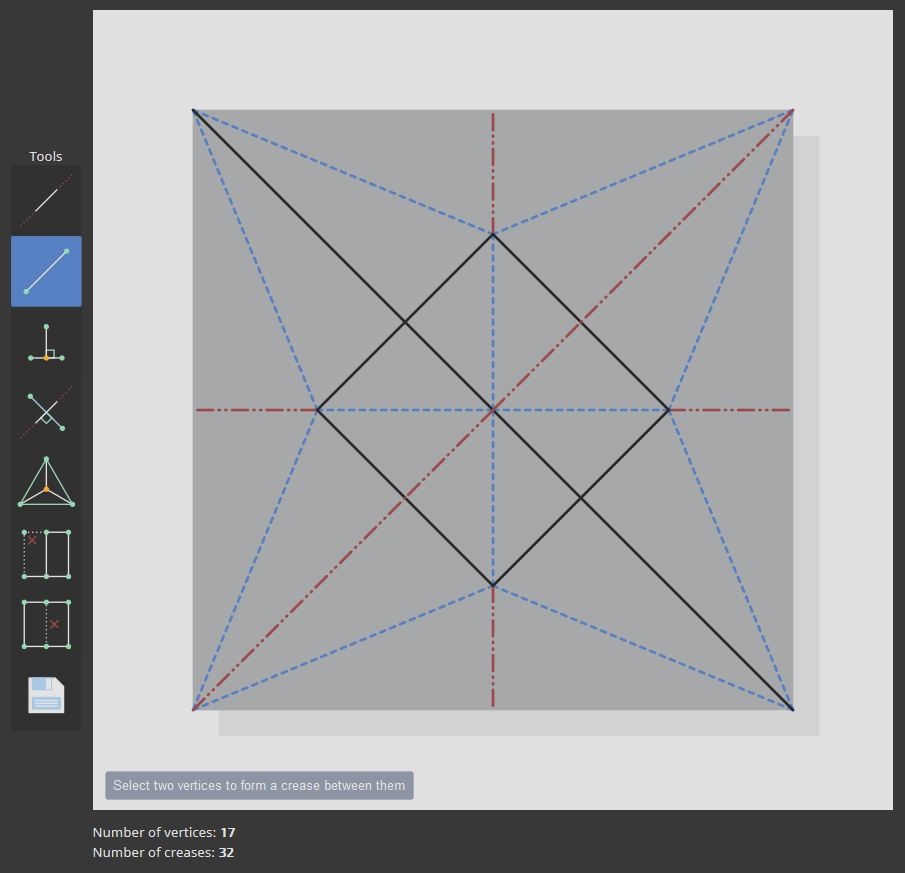 Tools
Select two vertices to form a crease between them
Number of vertices: 17
Number of creases: 32